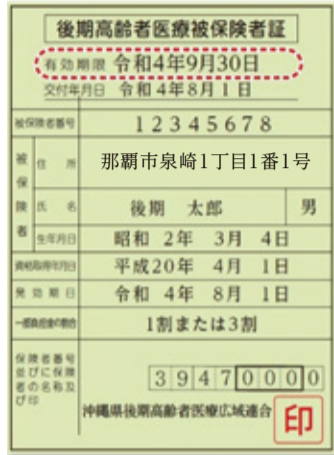 後期高齢者医療被保険者証
有効期限 令和4年9月30日
交付年月日 令和4年8月1日
被保険者番号 12345678
被保険者
住所 那覇市泉崎1丁目1番1号
氏名 後期 太郎 男
生年月日 昭和 2年 3月 4日
資格取得年月日 平成20年 4月 1日
発効期日 令和 4年 8月 1日
一部負担金の割合 1割または3割
保険者番号
並びに保険
者の名称及
び印
39470000
沖縄県後期高齢者医療広域連合 印